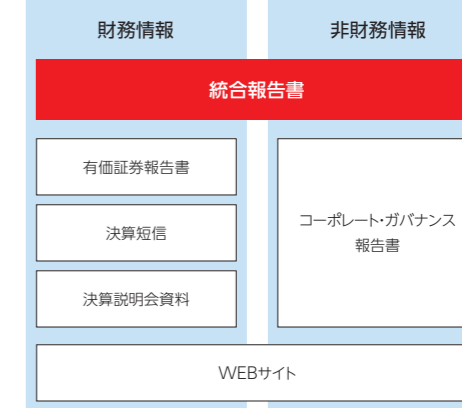 財務情報
非財務情報
統合報告書
有価証券報告書
決算短信
決算説明会資料
コーポレート・ガバナンス
報告書
WEBサイト